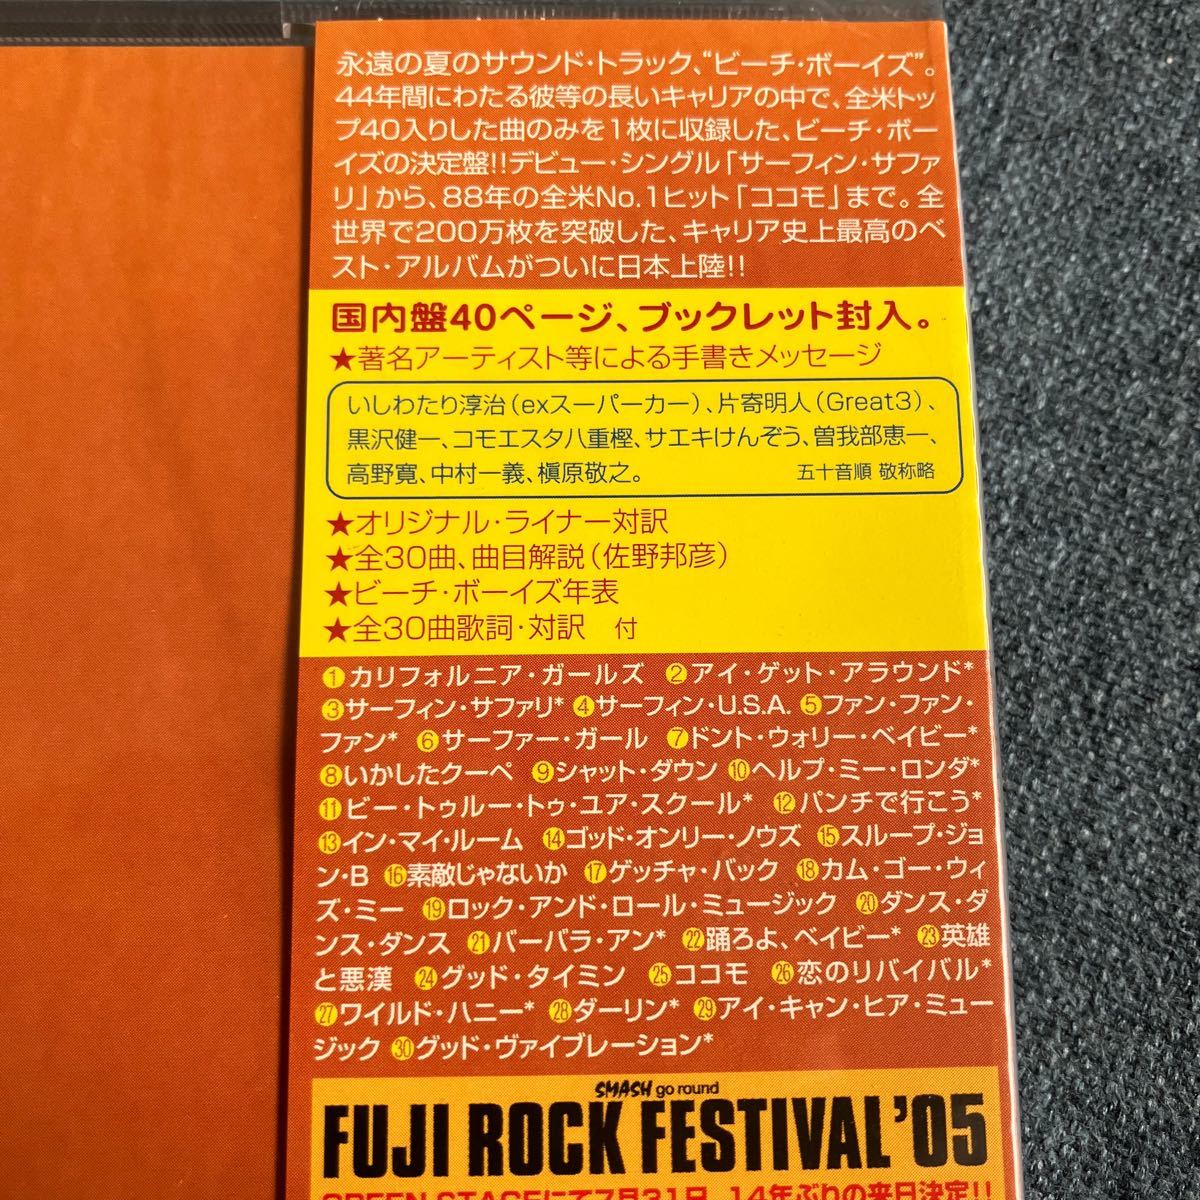 永遠の夏のサウンド・トラック、“ビーチ・ボーイズ”。
44年間にわたる彼等の長いキャリアの中で、全米トッ
プ40入りした曲のみを1枚に収録した、ビーチ・ボー
イズの決定盤!!デビュー・シングル「サーフィン・サファ
リ」から、88年の全米No.1ヒット「ココモ」まで。全
世界で200万枚を突破した、キャリア史上最高のベ
スト・アルバムがついに日本上陸!!
国内盤40ページ、ブックレット封入。
★著名アーティスト等による手書きメッセージ
いしわたり淳治(exスーパーカー)、片寄明人(Great3)、
黒沢健一、コモエスタ八重樫、サエキけんぞう、曽我部恵一、
高野寛、中村一義、槇原敬之。 五十音順 敬称略
★オリジナル・ライナー対訳
★全30曲、曲目解説(佐野邦彦)
★ビーチ・ボーイズ年表
★全30曲歌詞・対訳 付
①カリフォルニア・ガールズ ②アイ・ゲット・アラウンド*
③サーフィン・サファリ* ④サーフィン・U.S.A. ⑤ファン・ファン・
ファン* ⑥サーファー・ガール ⑦ドント・ウォリー・ベイビー*
⑧いかしたクーペ ⑨シャット・ダウン ⑩ヘルプ・ミー・ロンダ*
⑪ビー・トゥルー・トゥ・ユア・スクール* ⑫パンチで行こう*
⑬イン・マイ・ルーム ⑭ゴッド・オンリー・ノウズ ⑮スループ・ジョ
ン・B ⑯素敵じゃないか ⑰ゲッチャ・バック ⑱カム・ゴー・ウィ
ズ・ミー ⑲ロック・アンド・ロール・ミュージック ⑳ダンス・ダ
ンス・ダンス ㉑バーバラ・アン* ㉒踊ろよ、ベイビー* ㉓英雄
と悪漢 ㉔グッド・タイミン ㉕ココモ ㉖恋のリバイバル*
㉗ワイルド・ハニー* ㉘ダーリン* ㉙アイ・キャン・ヒア・ミュー
ジック ㉚グッド・ヴァイブレーション*
SMASH go round
FUJI ROCK FESTIVAL '05
GREEN STAGEにて7月31日、14年ぶりの来日決定!!